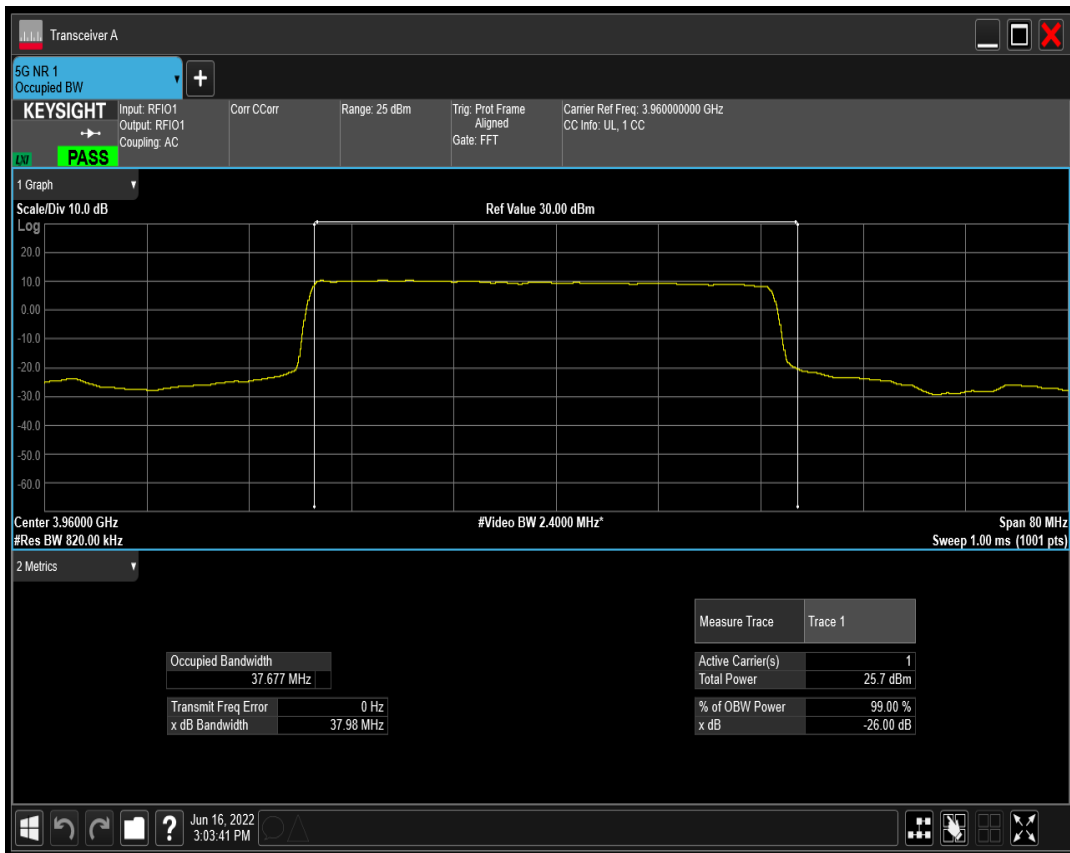 Transceiver A
5G NR 1
Occupied BW
+
KEYSIGHT
LXI
PASS
Input: RFIO1
Output: RFIO1
Coupling: AC
Corr CCorr
Range: 25 dBm
Trig: Prot Frame
Aligned
Gate: FFT
Carrier Ref Freq: 3.960000000 GHz
CC Info: UL, 1 CC
1 Graph
Scale/Div 10.0 dB
Ref Value 30.00 dBm
Log
20.0
10.0
0.00
-10.0
-20.0
-30.0
-40.0
-50.0
-60.0
Center 3.96000 GHz
#Video BW 2.4000 MHz*
Span 80 MHz
#Res BW 820.00 kHz
Sweep 1.00 ms (1001 pts)
2 Metrics
Measure Trace Trace 1
Occupied Bandwidth
37.677 MHz
Active Carrier(s) 1
Total Power 25.7 dBm
Transmit Freq Error 0 Hz
x dB Bandwidth 37.98 MHz
% of OBW Power 99.00 %
x dB -26.00 dB
?
Jun 16, 2022
3:03:41 PM